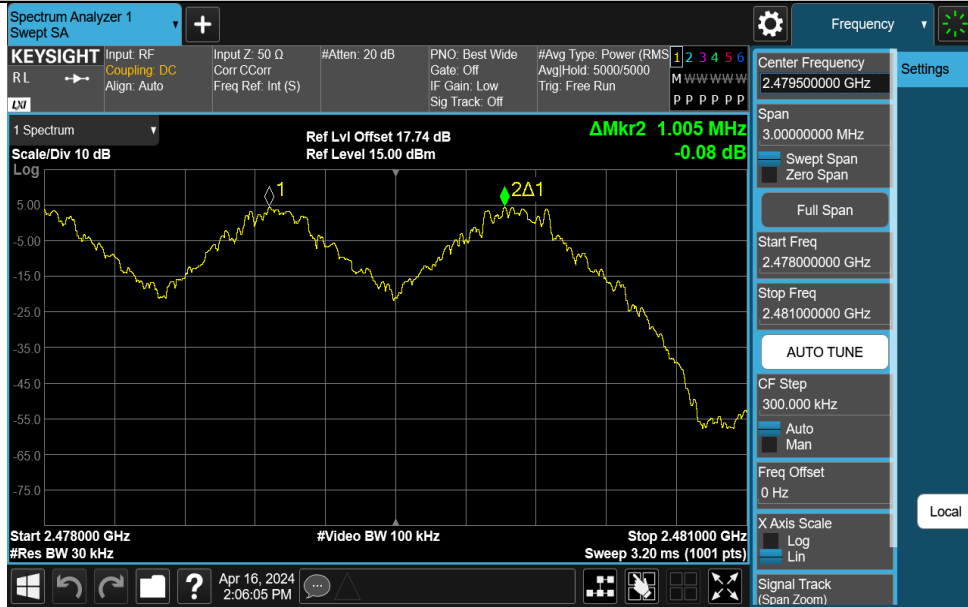 Spectrum Analyzer 1
Swept SA
+
Frequency
KEYSIGHT
RL
LXI
Input: RF
Coupling: DC
Align: Auto
Input Z: 50 Ω
Corr CCorr
Freq Ref: Int (S)
#Atten: 20 dB
PNO: Best Wide
Gate: Off
IF Gain: Low
Sig Track: Off
#Avg Type: Power (RMS
Avg|Hold: 5000/5000
Trig: Free Run
1 2 3 4 5 6
M W W W W W
P P P P P P
1 Spectrum
Scale/Div 10 dB
Log
Ref Lvl Offset 17.74 dB
Ref Level 15.00 dBm
ΔMkr2 1.005 MHz
-0.08 dB
1
2Δ1
5.00
-5.00
-15.0
-25.0
-35.0
-45.0
-55.0
-65.0
-75.0
Start 2.478000 GHz
#Res BW 30 kHz
#Video BW 100 kHz
Stop 2.481000 GHz
Sweep 3.20 ms (1001 pts)
?
Apr 16, 2024
2:06:05 PM
Center Frequency
2.479500000 GHz
Settings
Span
3.00000000 MHz
Swept Span
Zero Span
Full Span
Start Freq
2.478000000 GHz
Stop Freq
2.481000000 GHz
AUTO TUNE
CF Step
300.000 kHz
Auto
Man
Freq Offset
0 Hz
Local
X Axis Scale
Log
Lin
Signal Track
(Span Zoom)